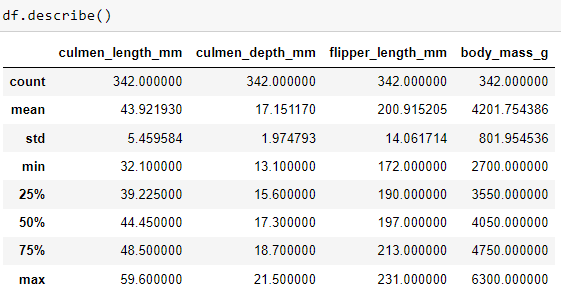 df.describe()
culmen_length_mm culmen_depth_mm flipper_length_mm body_mass_g
count 342.000000 342.000000 342.000000 342.000000
mean 43.921930 17.151170 200.915205 4201.754386
std 5.459584 1.974793 14.061714 801.954536
min 32.100000 13.100000 172.000000 2700.000000
25% 39.225000 15.600000 190.000000 3550.000000
50% 44.450000 17.300000 197.000000 4050.000000
75% 48.500000 18.700000 213.000000 4750.000000
max 59.600000 21.500000 231.000000 6300.000000